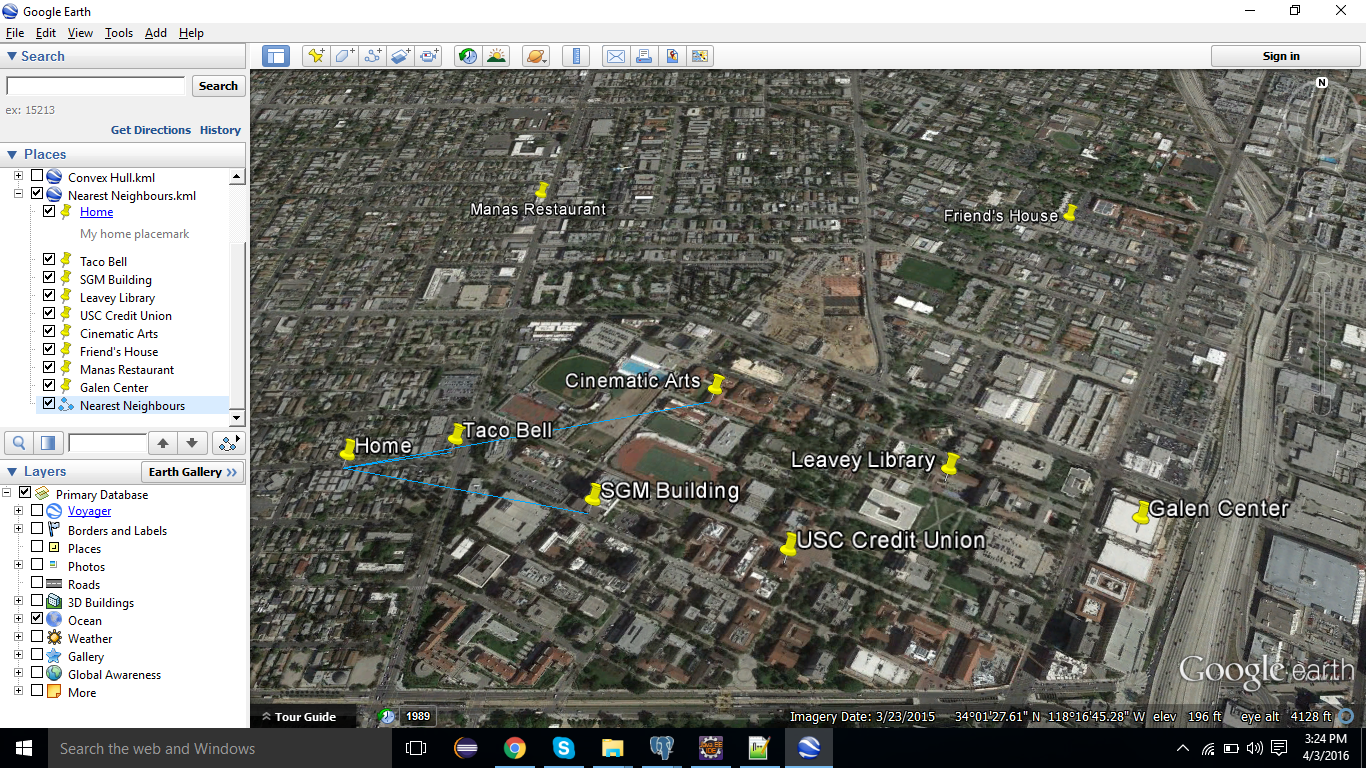 Google Earth
File Edit View Tools Add Help
Search
Sign in
Search
ex: 15213
Get Directions History
Places
Convex Hull.kml
Nearest Neighbours.kml
Home
My home placemark
Taco Bell
SGM Building
Leavey Library
USC Credit Union
Cinematic Arts
Friend's House
Manas Restaurant
Galen Center
Nearest Neighbours
Layers
Earth Gallery »
Primary Database
Voyager
Borders and Labels
Places
Photos
Roads
3D Buildings
Ocean
Weather
Gallery
Global Awareness
More
N
Manas Restaurant
Friend's House
Cinematic Arts
Taco Bell
Home
Leavey Library
SGM Building
Galen Center
USC Credit Union
Google earth
Tour Guide
1989
Imagery Date: 3/23/2015 34°01'27.61" N 118°16'45.28" W elev 196 ft eye alt 4128 ft
Search the web and Windows
3:24 PM
4/3/2016